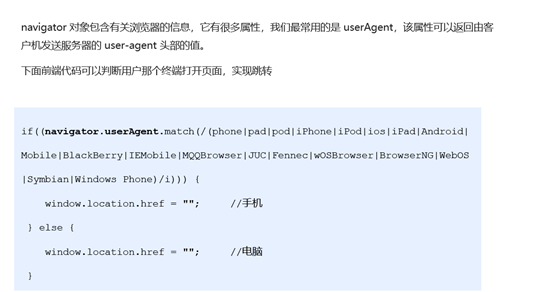 navigator 对象包含有关浏览器的信息，它有很多属性，我们最常用的是 userAgent，该属性可以返回由客
户机发送服务器的 user-agent 头部的值。
下面前端代码可以判断用户那个终端打开页面，实现跳转
if((navigator.userAgent.match(/(phone|pad|pod|iPhone|iPod|ios|iPad|Android|
Mobile|BlackBerry|IEMobile|MQQBrowser|JUC|Fennec|wOSBrowser|BrowserNG|WebOS
|Symbian|Windows Phone)/i))) {
window.location.href = ""; //手机
} else {
window.location.href = ""; //电脑
}